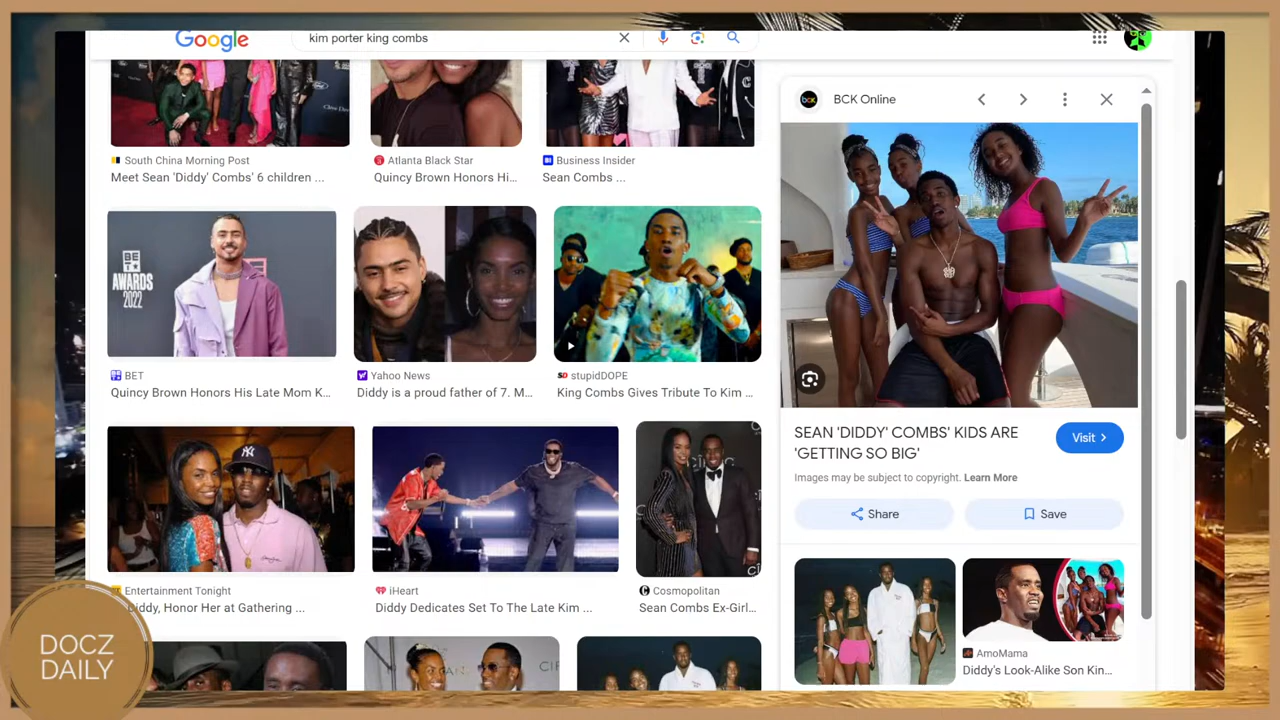 Google
kim porter king combs
South China Morning Post
Meet Sean 'Diddy' Combs' 6 children ...
Atlanta Black Star
Quincy Brown Honors Hi...
Business Insider
Sean Combs ...
BET
AWARDS
2022
BET
Quincy Brown Honors His Late Mom K...
Yahoo News
Diddy is a proud father of 7. M...
stupidDOPE
King Combs Gives Tribute To Kim ...
Entertainment Tonight
Diddy, Honor Her at Gathering ...
iHeart
Diddy Dedicates Set To The Late Kim ...
Cosmopolitan
Sean Combs Ex-Girl...
bck
BCK Online
SEAN 'DIDDY' COMBS' KIDS ARE
'GETTING SO BIG'
Visit
Images may be subject to copyright. Learn More
Share
Save
AmoMama
Diddy's Look-Alike Son Kin...
DOCZ
DAILY